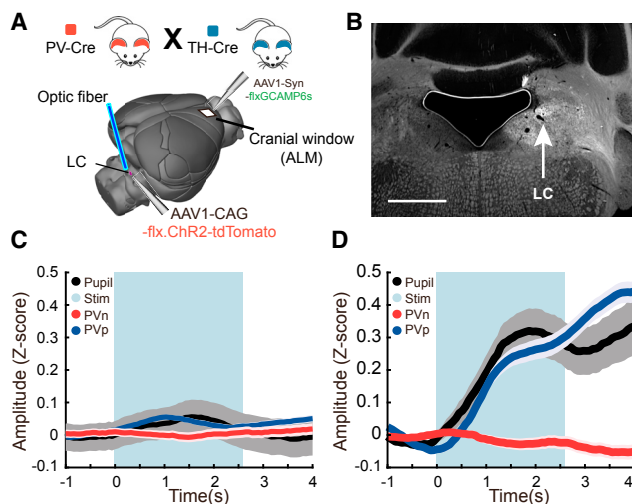 A
PV-Cre
X
TH-Cre
Optic fiber
AAV1-Syn
-flxGCAMP6s
Cranial window
(ALM)
LC
AAV1-CAG
-flx.ChR2-tdTomato
B
LC
C
Amplitude (Z-score)
0.5
0.4
0.3
0.2
0.1
0
-0.1
Pupil
Stim
PVn
PVp
-1 0 1 2 3 4
Time(s)
D
Amplitude (Z-score)
0.5
0.4
0.3
0.2
0.1
0
-0.1
Pupil
Stim
PVn
PVp
-1 0 1 2 3 4
Time(s)